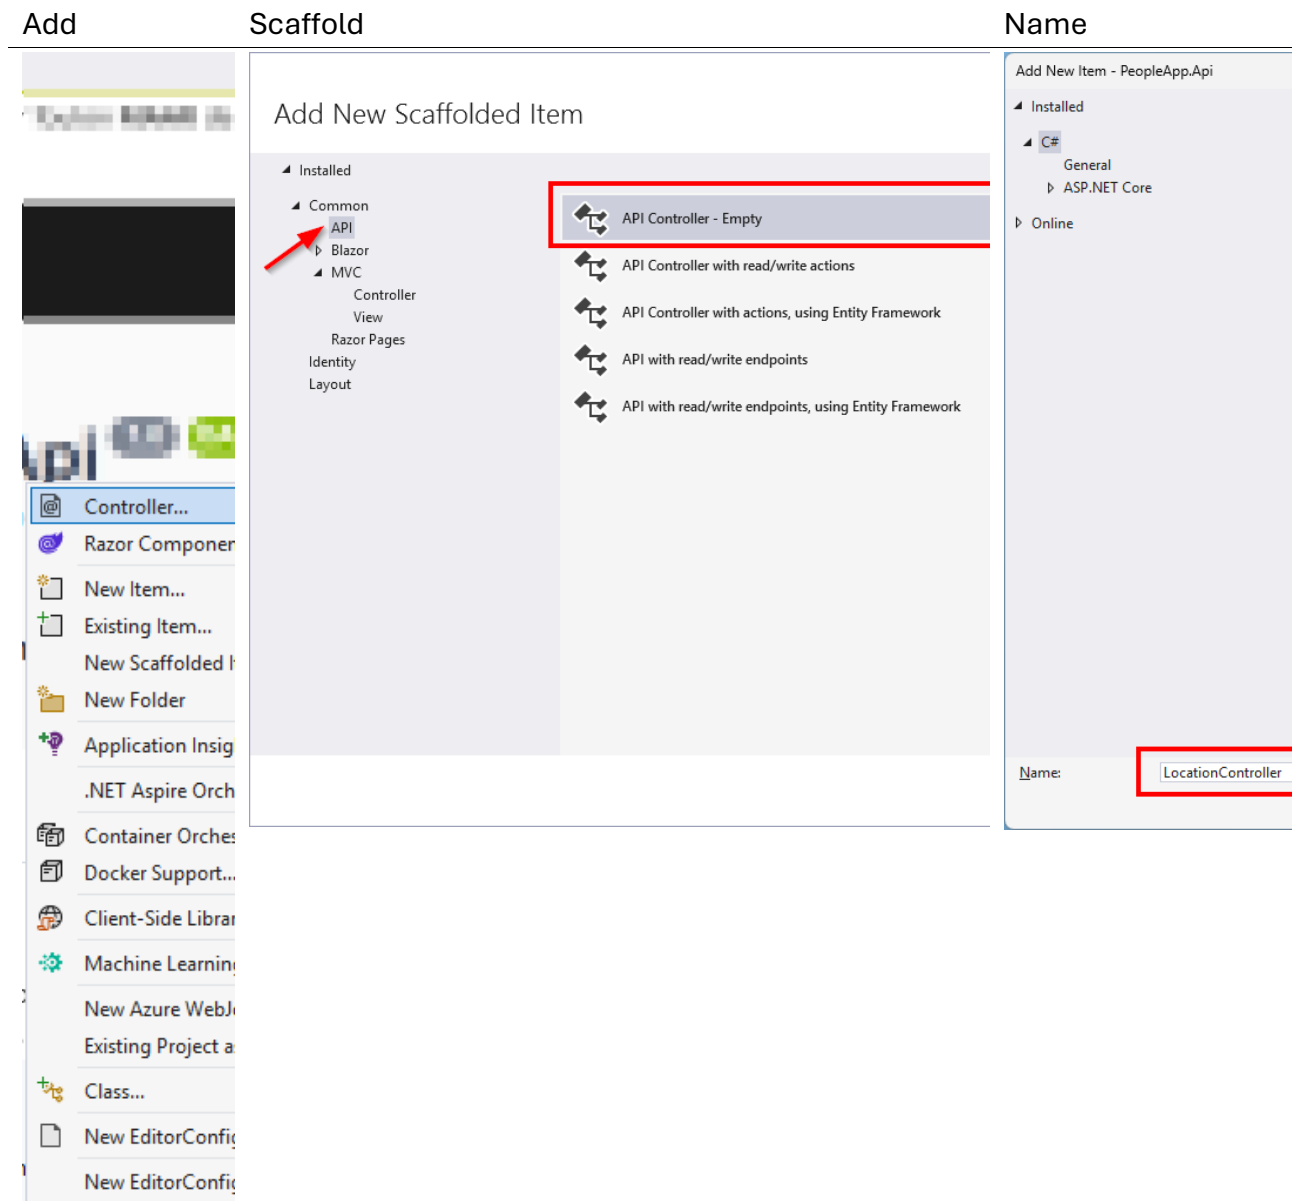 Add
Scaffold
Name
Api
Controller...
Razor Componen
New Item...
Existing Item...
New Scaffolded I
New Folder
Application Insig
.NET Aspire Orch
Container Orches
Docker Support...
Client-Side Librar
Machine Learning
New Azure WebJ
Existing Project a
Class...
New EditorConfig
New EditorConfig
Add New Scaffolded Item
Installed
Common
API
Blazor
MVC
Controller
View
Razor Pages
Identity
Layout
API Controller - Empty
API Controller with read/write actions
API Controller with actions, using Entity Framework
API with read/write endpoints
API with read/write endpoints, using Entity Framework
Add New Item - PeopleApp.Api
Installed
C#
General
ASP.NET Core
Online
Name: LocationController